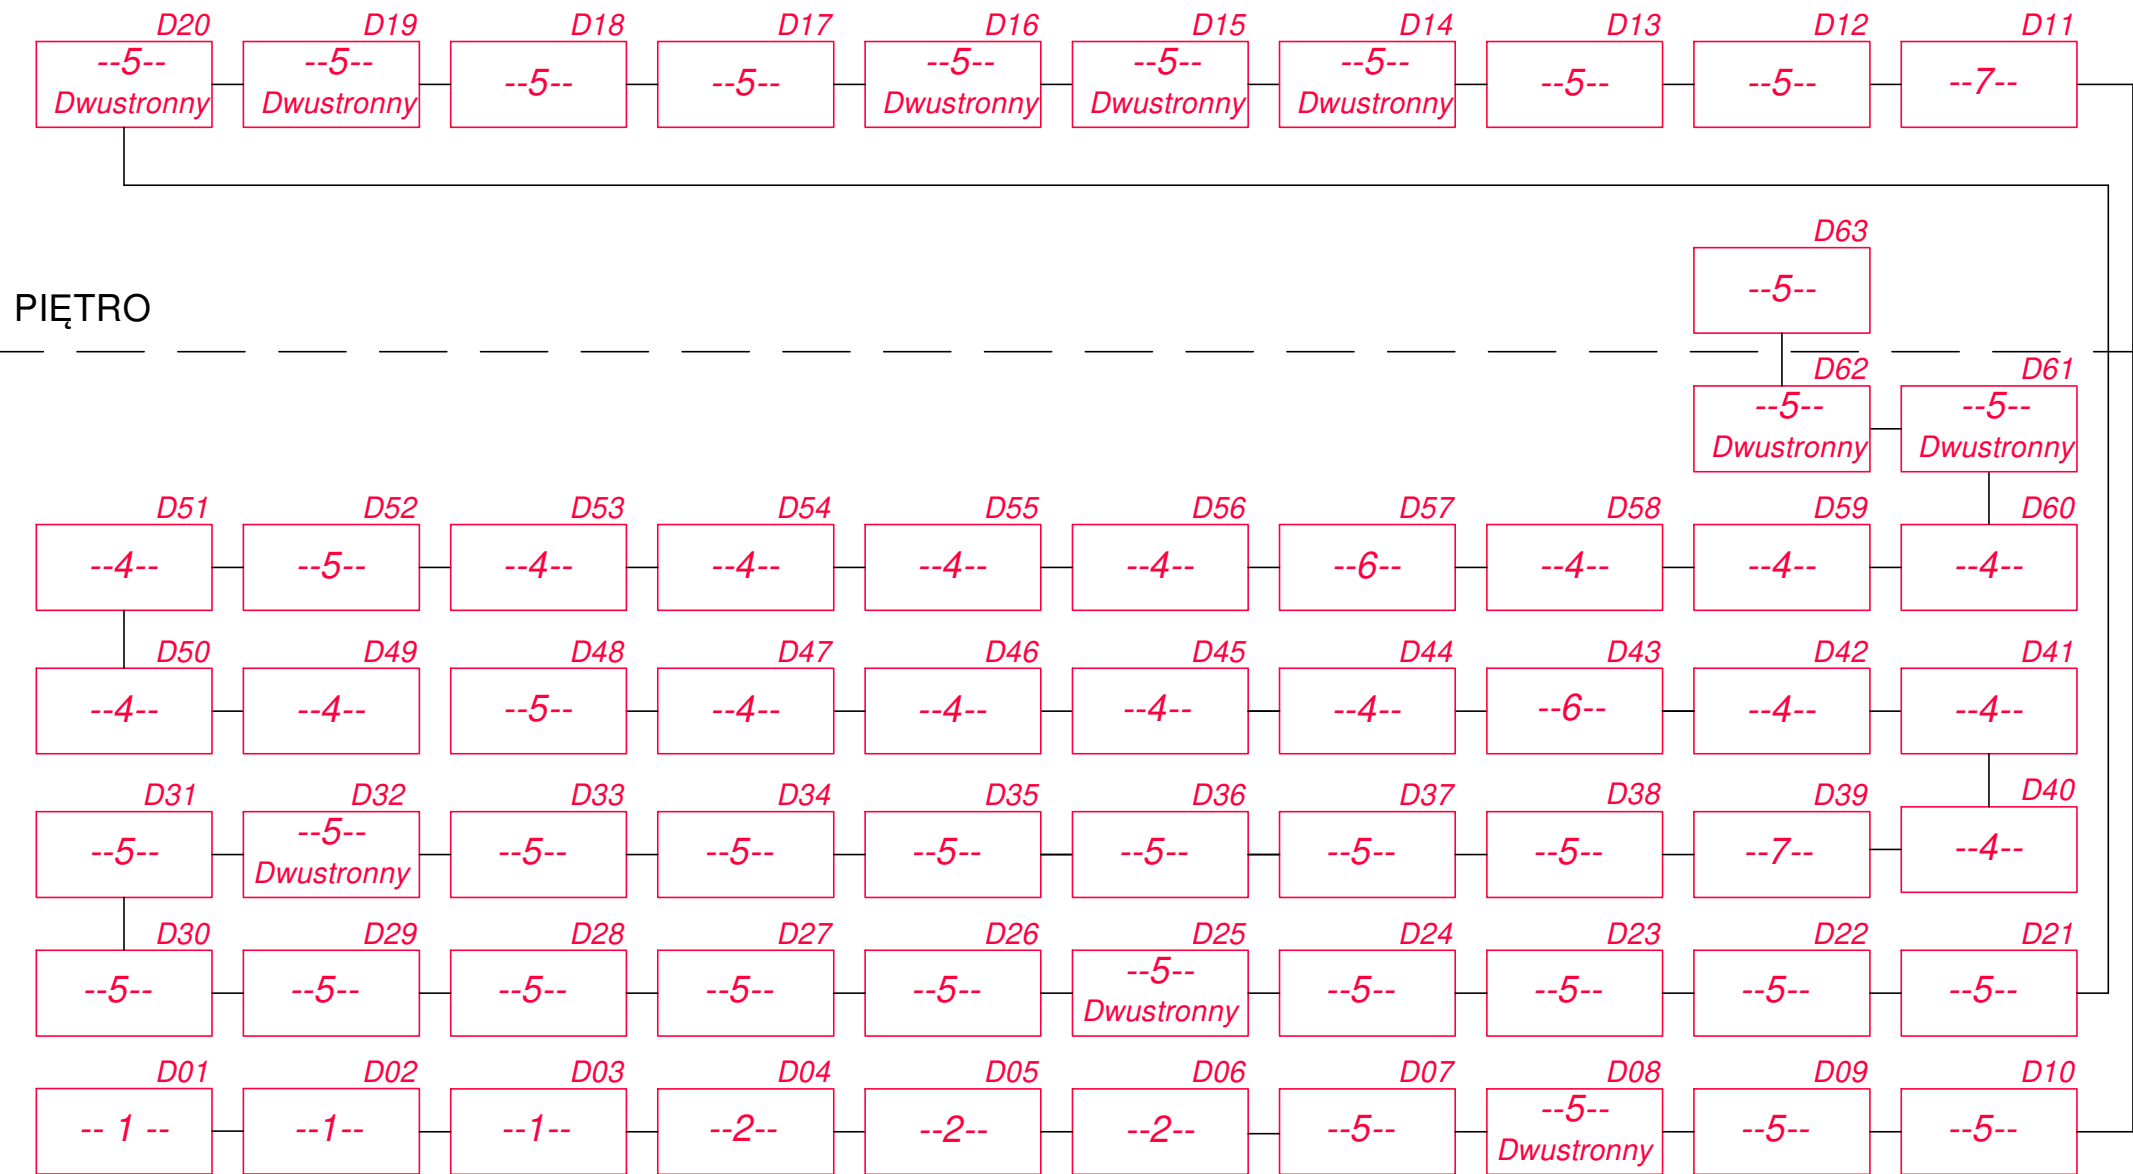 D20 D19 D18 D17 D16 D15 D14 D13 D12 D11
--5-- --5-- --5-- --5-- --5-- --5-- --5-- --5-- --5-- --7--
Dwustronny Dwustronny Dwustronny Dwustronny Dwustronny
D63
--5--
PIĘTRO
D62 D61
--5-- --5--
Dwustronny Dwustronny
D51 D52 D53 D54 D55 D56 D57 D58 D59 D60
--4-- --5-- --4-- --4-- --4-- --4-- --6-- --4-- --4-- --4--
D50 D49 D48 D47 D46 D45 D44 D43 D42 D41
--4-- --4-- --5-- --4-- --4-- --4-- --4-- --6-- --4-- --4--
D31 D32 D33 D34 D35 D36 D37 D38 D39 D40
--5-- --5-- --5-- --5-- --5-- --5-- --5-- --5-- --7-- --4--
Dwustronny
D30 D29 D28 D27 D26 D25 D24 D23 D22 D21
--5-- --5-- --5-- --5-- --5-- --5-- --5-- --5-- --5-- --5--
Dwustronny
D01 D02 D03 D04 D05 D06 D07 D08 D09 D10
-- 1 -- --1-- --1-- --2-- --2-- --2-- --5-- --5-- --5-- --5--
Dwustronny